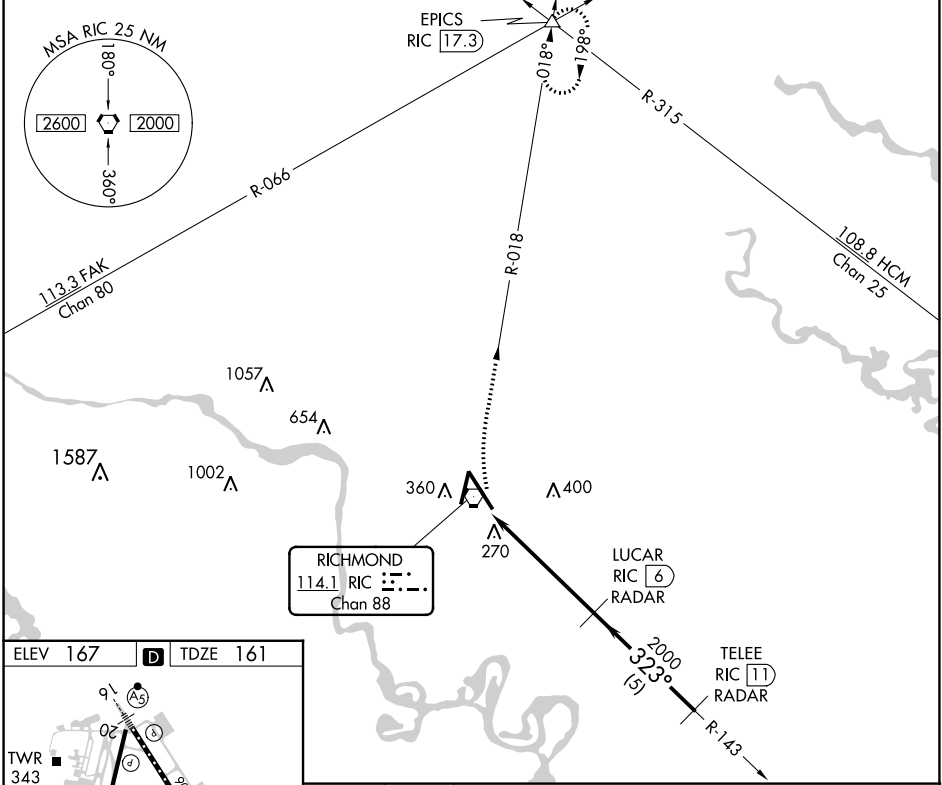 EPICS
RIC 17.3
MSA RIC 25 NM
180°
2600
2000
360°
018°
198°
R-315
R-066
R-018
113.3 FAK
Chan 80
108.8 HCM
Chan 25
1057
654
1587
1002
360
400
270
RICHMOND
114.1 RIC
Chan 88
LUCAR
RIC 6
RADAR
2000
323°
(5)
TELEE
RIC 11
RADAR
R-143
ELEV 167
D
TDZE 161
16
A5
20
P
P
TWR
343